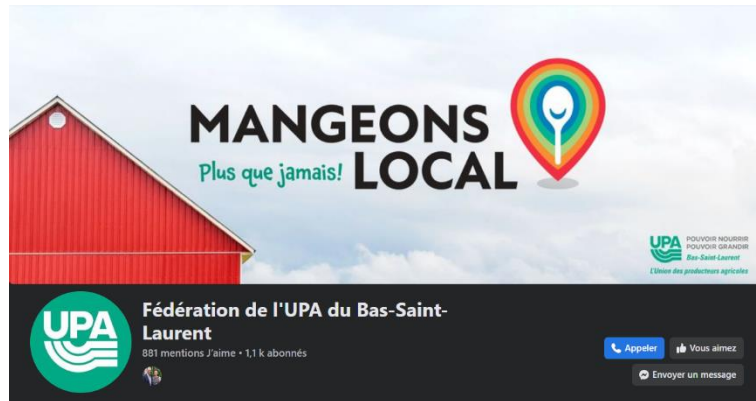 MANGEONS
Plus que jamais! LOCAL
UPA
POUVOIR NOURRIR
POUVOIR GRANDIR
Bas-Saint-Laurent
L'Union des producteurs agricoles
UPA
Fédération de l'UPA du Bas-Saint-
Laurent
881 mentions J'aime • 1,1 k abonnés
Appeler
Vous aimez
Envoyer un message